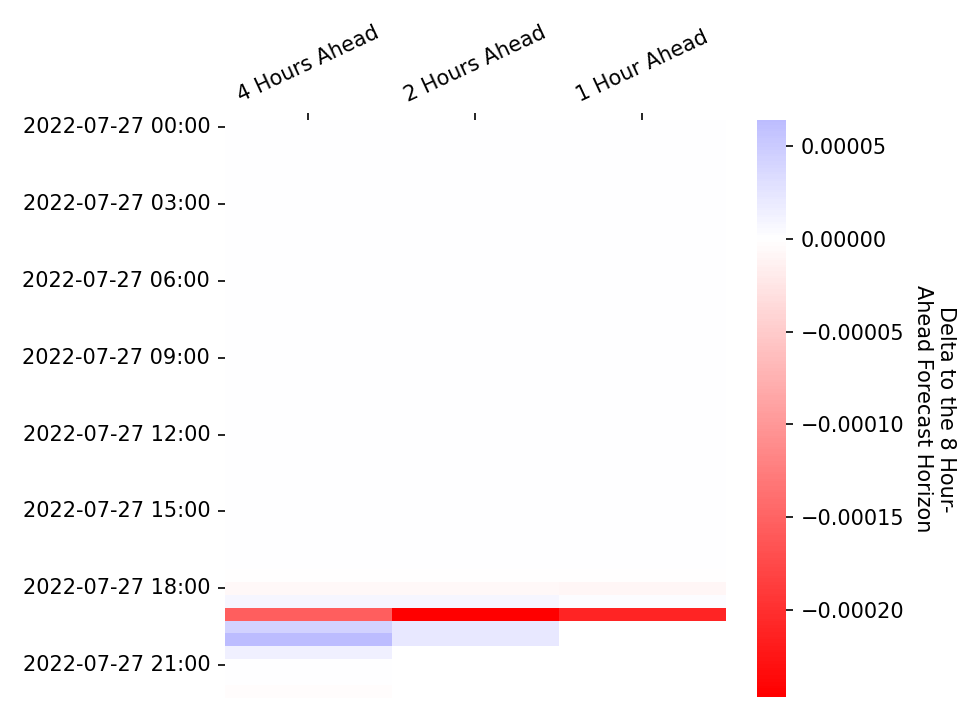 4 Hours Ahead
2 Hours Ahead
1 Hour Ahead
2022-07-27 00:00
2022-07-27 03:00
2022-07-27 06:00
2022-07-27 09:00
2022-07-27 12:00
2022-07-27 15:00
2022-07-27 18:00
2022-07-27 21:00
0.00005
0.00000
−0.00005
−0.00010
−0.00015
−0.00020
Delta to the 8 Hour-
Ahead Forecast Horizon